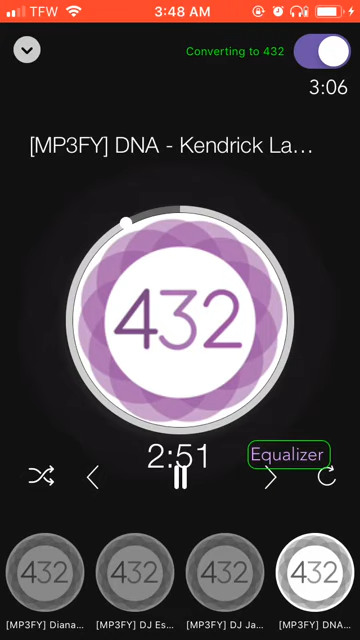 TFW
3:48 AM
Converting to 432
3:06
[MP3FY] DNA - Kendrick La...
432
2:51
Equalizer
432
432
432
432
[MP3FY] Diana...
[MP3FY] DJ Es...
[MP3FY] DJ Ja...
[MP3FY] DNA...